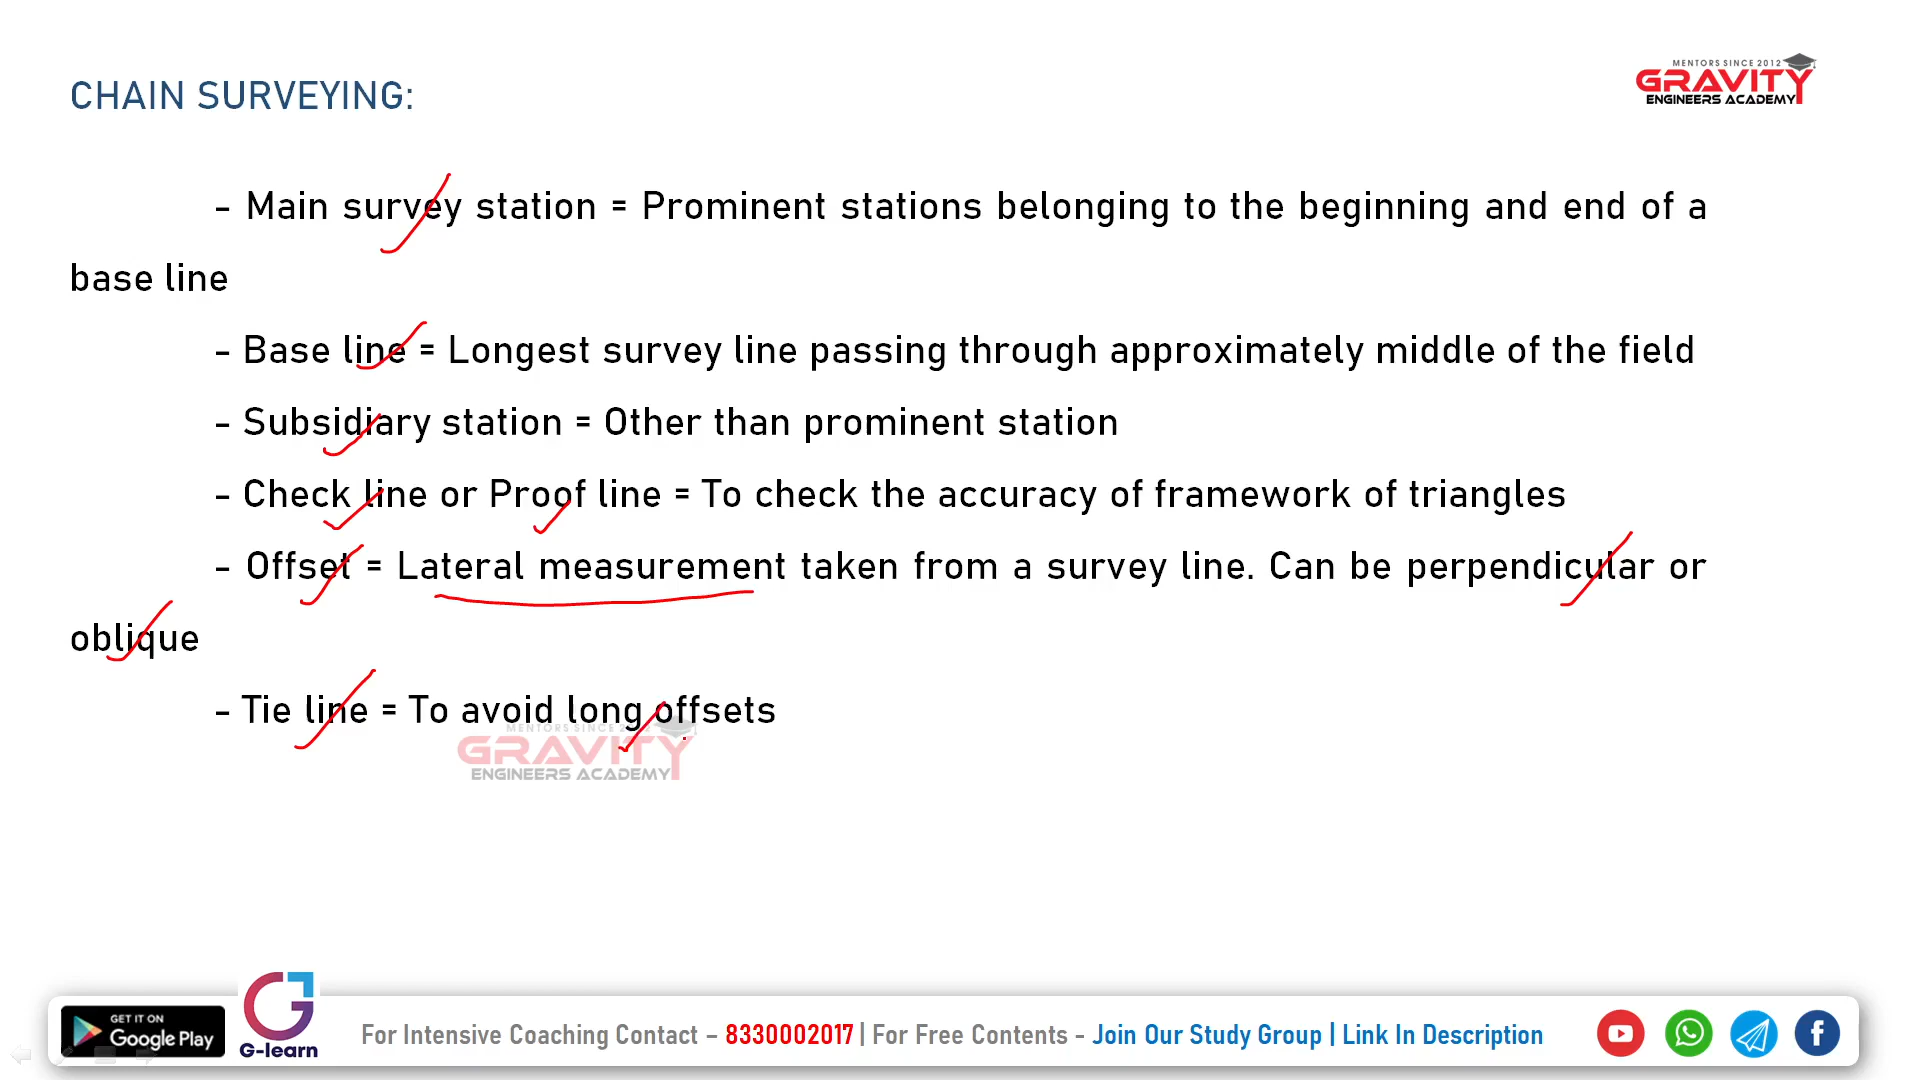 MENTORS SINCE 2012
GRAVITY
ENGINEERS ACADEMY
CHAIN SURVEYING:
- Main survey station = Prominent stations belonging to the beginning and end of a
base line
- Base line = Longest survey line passing through approximately middle of the field
- Subsidiary station = Other than prominent station
- Check line or Proof line = To check the accuracy of framework of triangles
- Offset = Lateral measurement taken from a survey line. Can be perpendicular or
oblique
- Tie line = To avoid long offsets
MENTORS SINCE
GRAVITY
ENGINEERS ACADEMY
GET IT ON
Google Play
G-learn
For Intensive Coaching Contact – 8330002017 | For Free Contents - Join Our Study Group | Link In Description